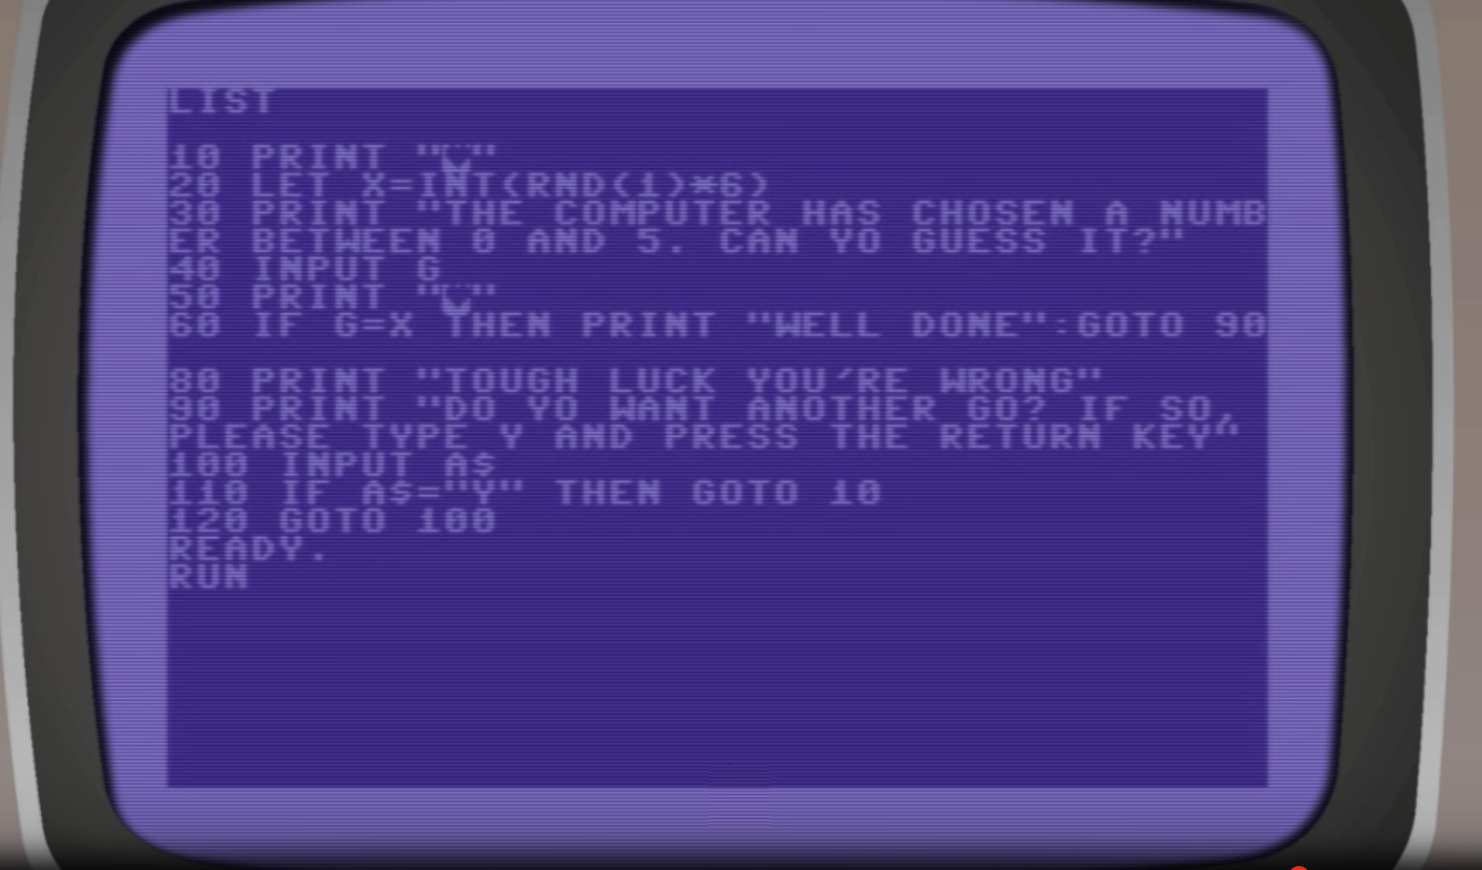 LIST
10 PRINT "♥"
20 LET X=INT(RND(1)*6)
30 PRINT "THE COMPUTER HAS CHOSEN A NUMB
ER BETWEEN 0 AND 5. CAN YO GUESS IT?"
40 INPUT G
50 PRINT "♥"
60 IF G=X THEN PRINT "WELL DONE":GOTO 90
80 PRINT "TOUGH LUCK YOU'RE WRONG"
90 PRINT "DO YO WANT ANOTHER GO? IF SO,
PLEASE TYPE Y AND PRESS THE RETURN KEY"
100 INPUT A$
110 IF A$="Y" THEN GOTO 10
120 GOTO 100
READY.
RUN